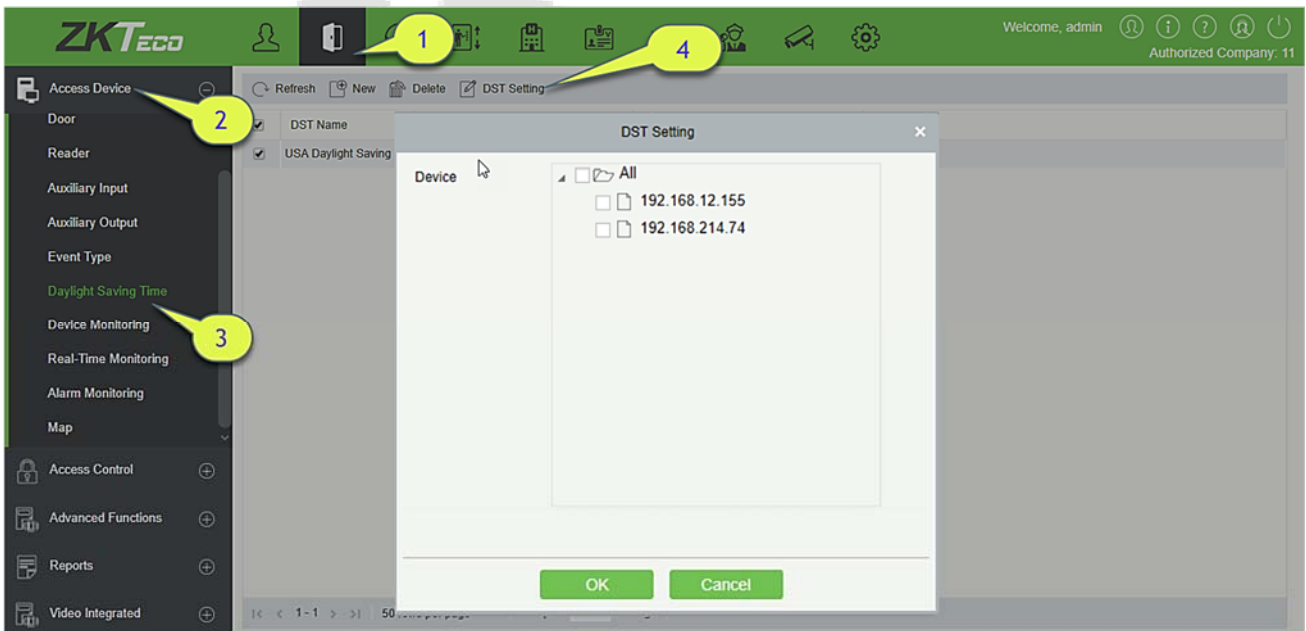 ZKTeco
Welcome, admin
Authorized Company: 11
1
4
Access Device
2
Door
Reader
Auxiliary Input
Auxiliary Output
Event Type
Daylight Saving Time
3
Device Monitoring
Real-Time Monitoring
Alarm Monitoring
Map
Access Control
Advanced Functions
Reports
Video Integrated
Refresh New Delete DST Setting
DST Name
USA Daylight Saving
DST Setting
Device
All
192.168.12.155
192.168.214.74
OK Cancel
1-1 50